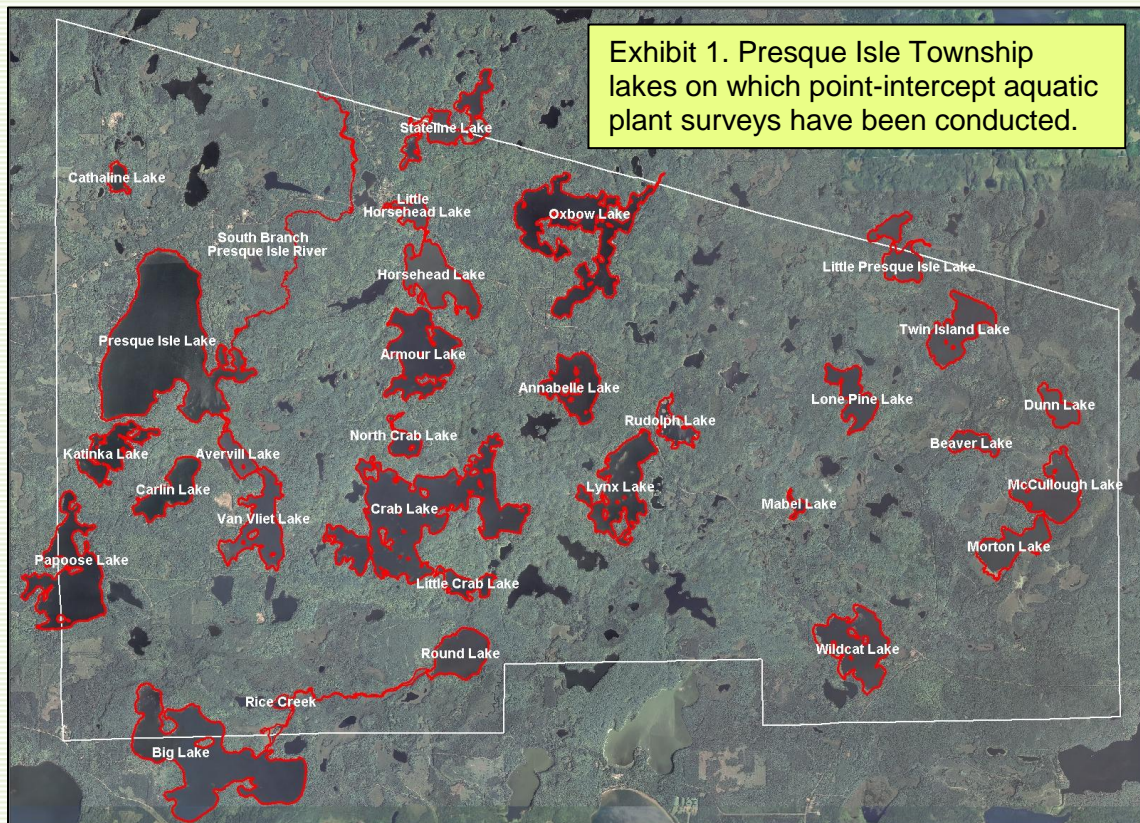 Exhibit 1. Presque Isle Township
lakes on which point-intercept aquatic
plant surveys have been conducted.
Stateline Lake
Cathaline Lake
Little
Horsehead Lake
Oxbow Lake
South Branch
Presque Isle River
Horsehead Lake
Little Presque Isle Lake
Twin Island Lake
Presque Isle Lake
Armour Lake
Annabelle Lake
Lone Pine Lake
Dunn Lake
Rudolph Lake
North Crab Lake
Beaver Lake
Katinka Lake
Avervill Lake
Carlin Lake
Lynx Lake
McCullough Lake
Mabel Lake
Crab Lake
Van Vliet Lake
Morton Lake
Papoose Lake
Little Crab Lake
Wildcat Lake
Round Lake
Rice Creek
Big Lake